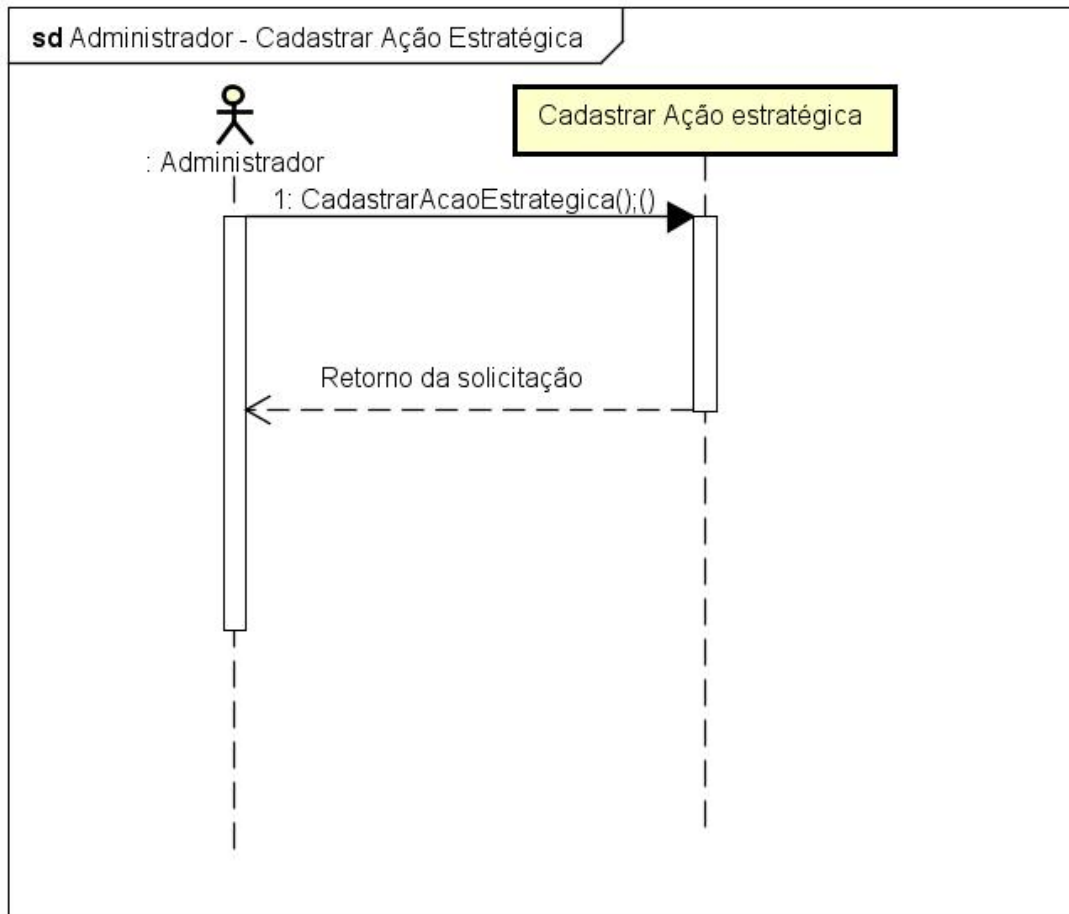 sd Administrador - Cadastrar Ação Estratégica
Cadastrar Ação estratégica
: Administrador
1: CadastrarAcaoEstrategica();()
Retorno da solicitação